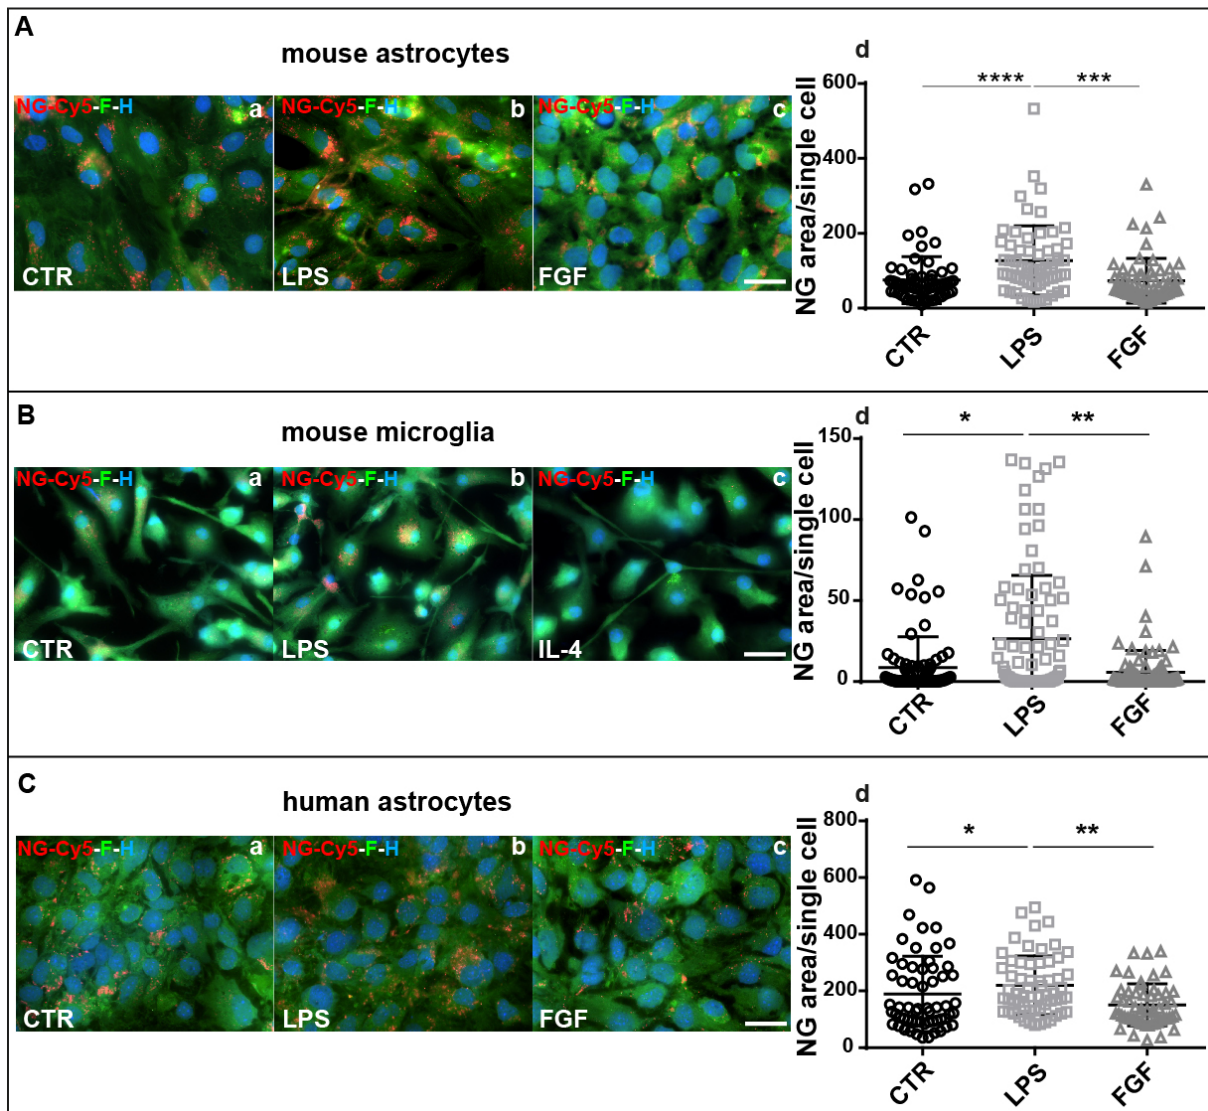 A
mouse astrocytes
NG-Cy5-F-H a
CTR
NG-Cy5-F-H b
LPS
NG-Cy5-F-H c
FGF
d
NG area/single cell
600
400
200
0
**** ***
CTR LPS FGF
B
mouse microglia
NG-Cy5-F-H a
CTR
NG-Cy5-F-H b
LPS
NG-Cy5-F-H c
IL-4
d
NG area/single cell
150
100
50
0
* **
CTR LPS FGF
C
human astrocytes
NG-Cy5-F-H a
CTR
NG-Cy5-F-H b
LPS
NG-Cy5-F-H c
FGF
d
NG area/single cell
800
600
400
200
0
* **
CTR LPS FGF